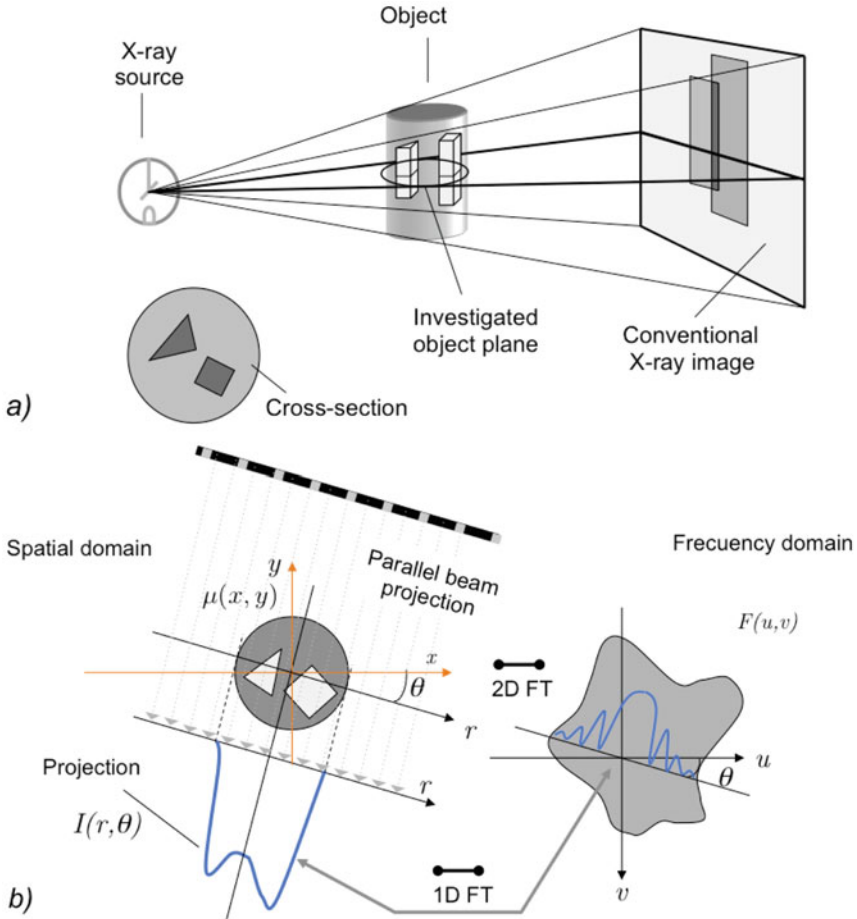 Object
X-ray
source
Investigated
object plane
Conventional
X-ray image
Cross-section
a)
Spatial domain
Parallel beam
projection
Frecuency domain
y
μ(x, y)
F(u,v)
x
θ
2D FT
r
r
u
θ
Projection
I(r,θ)
1D FT
v
b)